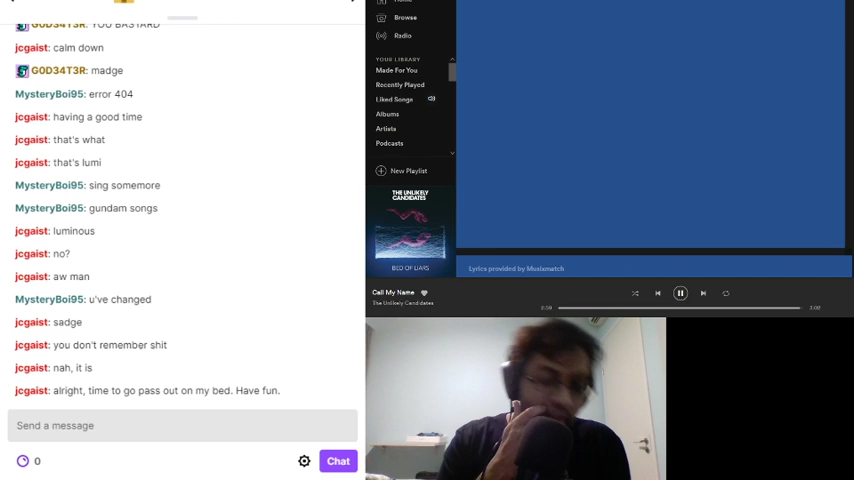 G0D34T3R: YOU BASTARD
jcgaist: calm down
G0D34T3R: madge
MysteryBoi95: error 404
jcgaist: having a good time
jcgaist: that's what
jcgaist: that's lumi
MysteryBoi95: sing somemore
MysteryBoi95: gundam songs
jcgaist: luminous
jcgaist: no?
jcgaist: aw man
MysteryBoi95: u've changed
jcgaist: sadge
jcgaist: you don't remember shit
jcgaist: nah, it is
jcgaist: alright, time to go pass out on my bed. Have fun.
Send a message
0
Chat
Browse
Radio
YOUR LIBRARY
Made For You
Recently Played
Liked Songs
Albums
Artists
Podcasts
New Playlist
THE UNLIKELY
CANDIDATES
BED OF LIARS
Lyrics provided by Musixmatch
Call My Name
The Unlikely Candidates